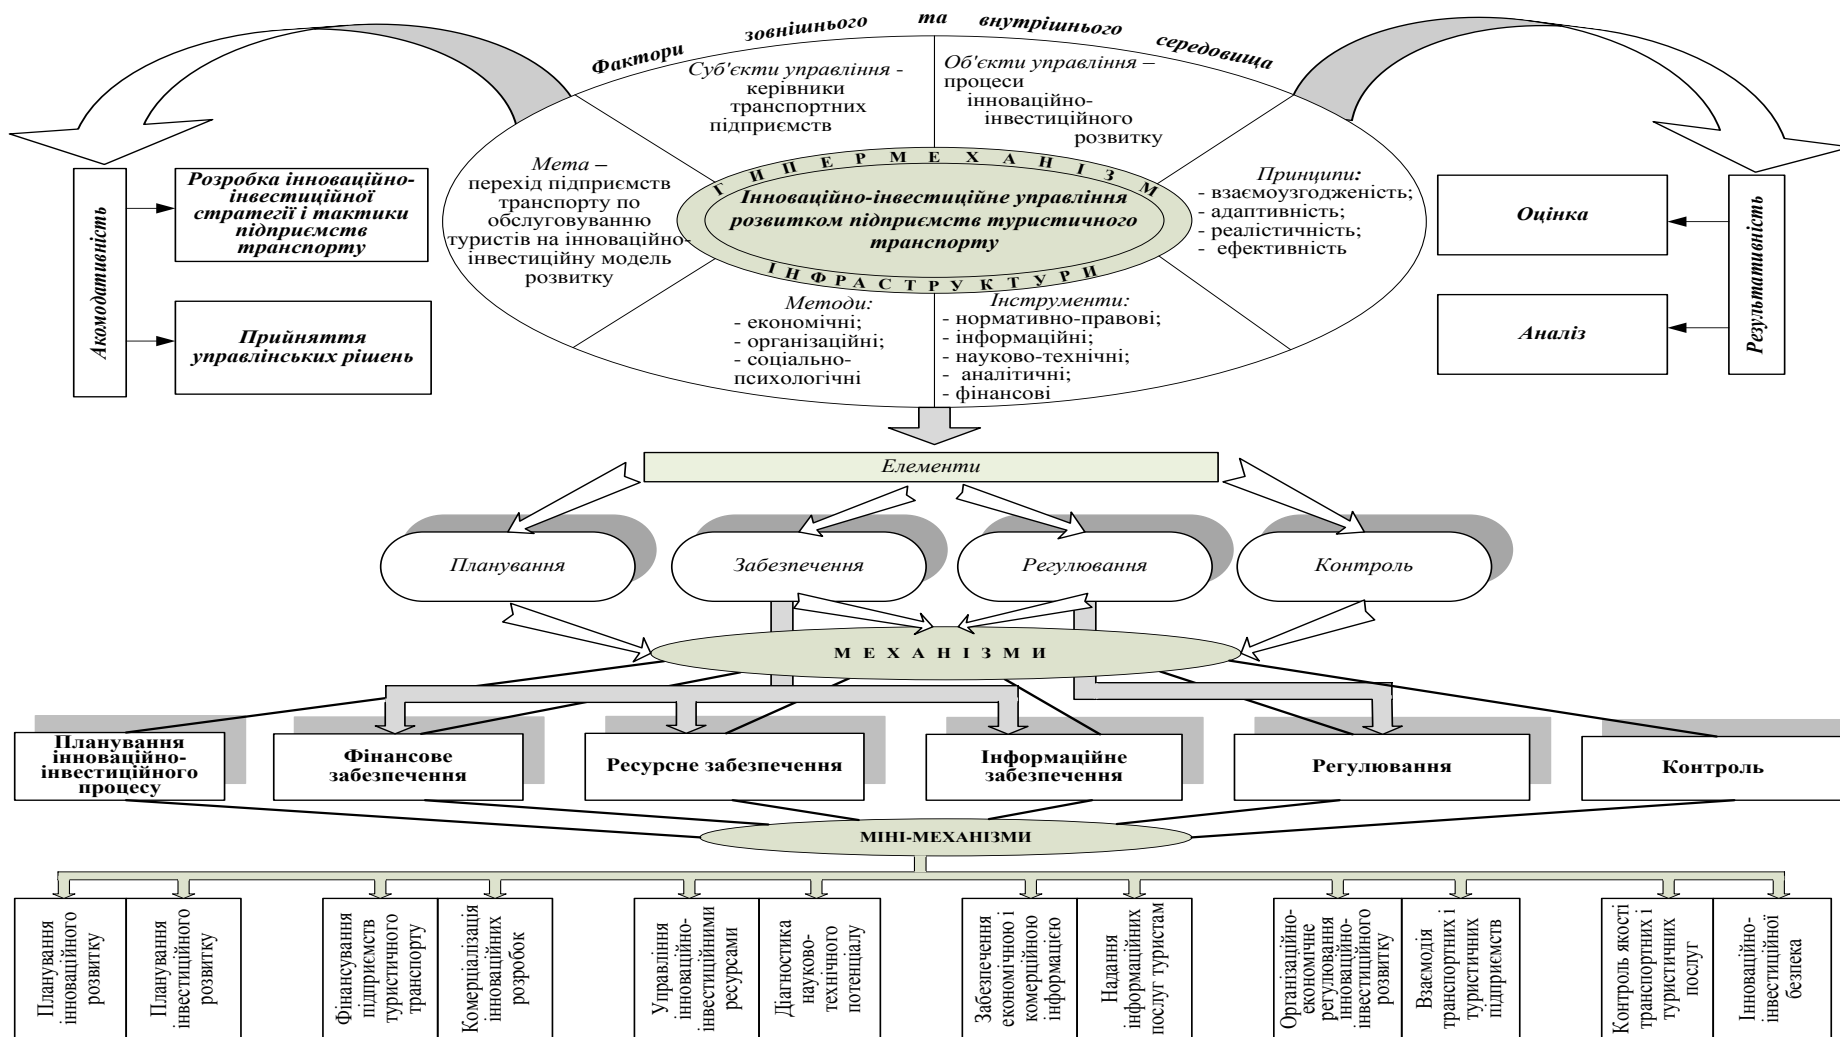 Фактори зовнішнього та внутрішнього середовища
Суб'єкти управління -
керівники
транспортних
підприємств
Об'єкти управління –
процеси
інноваційно-
інвестиційного
розвитку
Мета –
перехід підприємств
транспорту по
обслуговуванню
туристів на інноваційно-
інвестиційну модель
розвитку
Г И П Е Р М Е Х А Н І З М
Інноваційно-інвестиційне управління
розвитком підприємств туристичного
транспорту
І Н Ф Р А С Т Р У К Т У Р И
Принципи:
- взаємоузгодженість;
- адаптивність;
- реалістичність;
- ефективність
Методи:
- економічні;
- організаційні;
- соціально-
психологічні
Інструменти:
- нормативно-правові;
- інформаційні;
- науково-технічні;
- аналітичні;
- фінансові
Акомодативність
Розробка інноваційно-
інвестиційної
стратегії і тактики
підприємств
транспорту
Прийняття
управлінських рішень
Оцінка
Аналіз
Результативність
Елементи
Планування
Забезпечення
Регулювання
Контроль
М Е Х А Н І З М И
Планування
інноваційно-
інвестиційного
процесу
Фінансове
забезпечення
Ресурсне забезпечення
Інформаційне
забезпечення
Регулювання
Контроль
МІНІ-МЕХАНІЗМИ
Планування
інноваційного
розвитку
Планування
інвестиційного
розвитку
Фінансування
підприємств
туристичного
транспорту
Комерціалізація
інноваційних
розробок
Управління
інноваційно-
інвестиційними
ресурсами
Діагностика
науково-
технічного
потенціалу
Забезпечення
економічною і
комерційною
інформацією
Надання
інформаційних
послуг туристам
Організаційно-
економічне
регулювання
інноваційно-
інвестиційного
розвитку
Взаємодія
транспортних і
туристичних
підприємств
Контроль якості
транспортних і
туристичних
послуг
Інноваційно-
інвестиційної
безпека